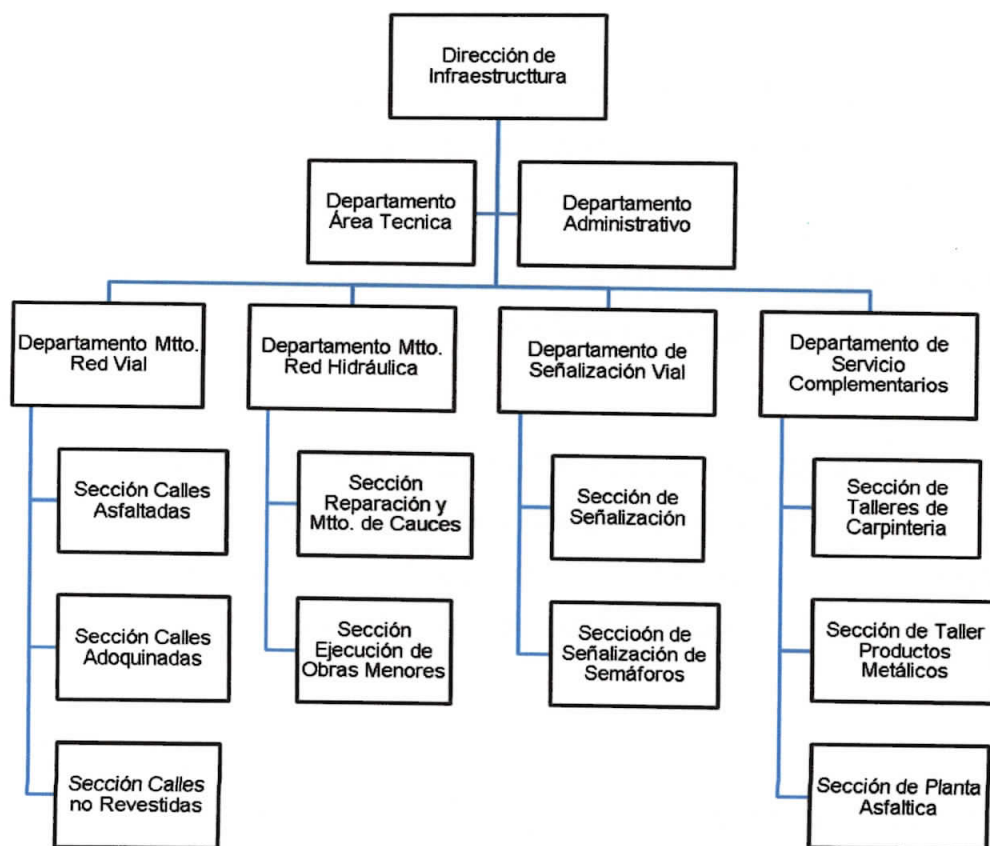 Dirección de
Infraestructtura
Departamento
Área Tecnica
Departamento
Administrativo
Departamento Mtto.
Red Vial
Departamento Mtto.
Red Hidráulica
Departamento de
Señalización Vial
Departamento de
Servicio
Complementarios
Sección Calles
Asfaltadas
Sección
Reparación y
Mtto. de Cauces
Sección de
Señalización
Sección de
Talleres de
Carpinteria
Sección Calles
Adoquinadas
Sección
Ejecución de
Obras Menores
Seccioón de
Señalización de
Semáforos
Sección de Taller
Productos
Metálicos
Sección Calles
no Revestidas
Sección de Planta
Asfaltica